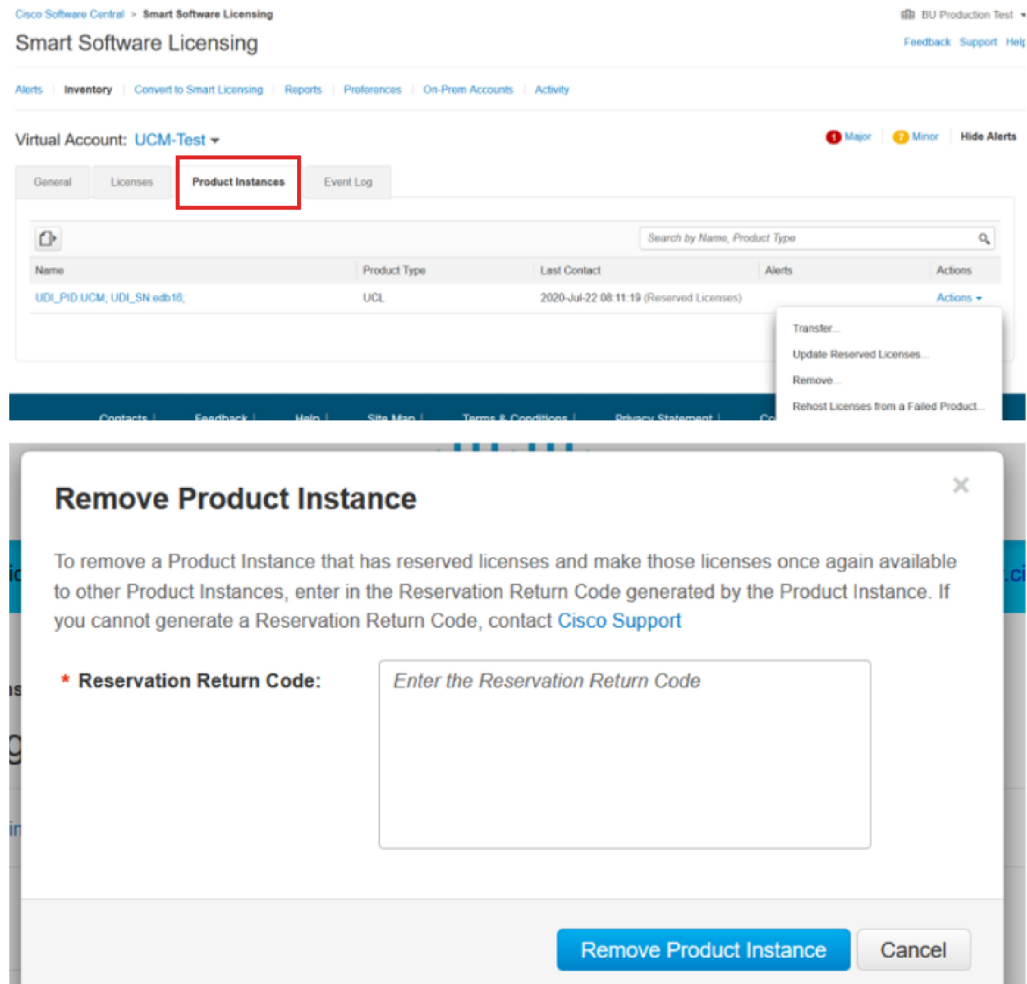 Cisco Software Central > Smart Software Licensing
BU Production Test
Smart Software Licensing
Feedback Support Help
Alerts Inventory Convert to Smart Licensing Reports Preferences On-Prem Accounts Activity
Virtual Account: UCM-Test
1 Major Minor Hide Alerts
General Licenses Product Instances Event Log
Search by Name, Product Type
Name Product Type Last Contact Alerts Actions
UDI_PID:UCM; UDI_SN:edb16; UCL 2020-Jul-22 08:11:19 (Reserved Licenses) Actions
Transfer...
Update Reserved Licenses...
Remove...
Rehost Licenses from a Failed Product...
Contacts | Feedback | Help | Site Map | Terms & Conditions | Privacy Statement |
Remove Product Instance
To remove a Product Instance that has reserved licenses and make those licenses once again available
to other Product Instances, enter in the Reservation Return Code generated by the Product Instance. If
you cannot generate a Reservation Return Code, contact Cisco Support
* Reservation Return Code:
Enter the Reservation Return Code
Remove Product Instance Cancel